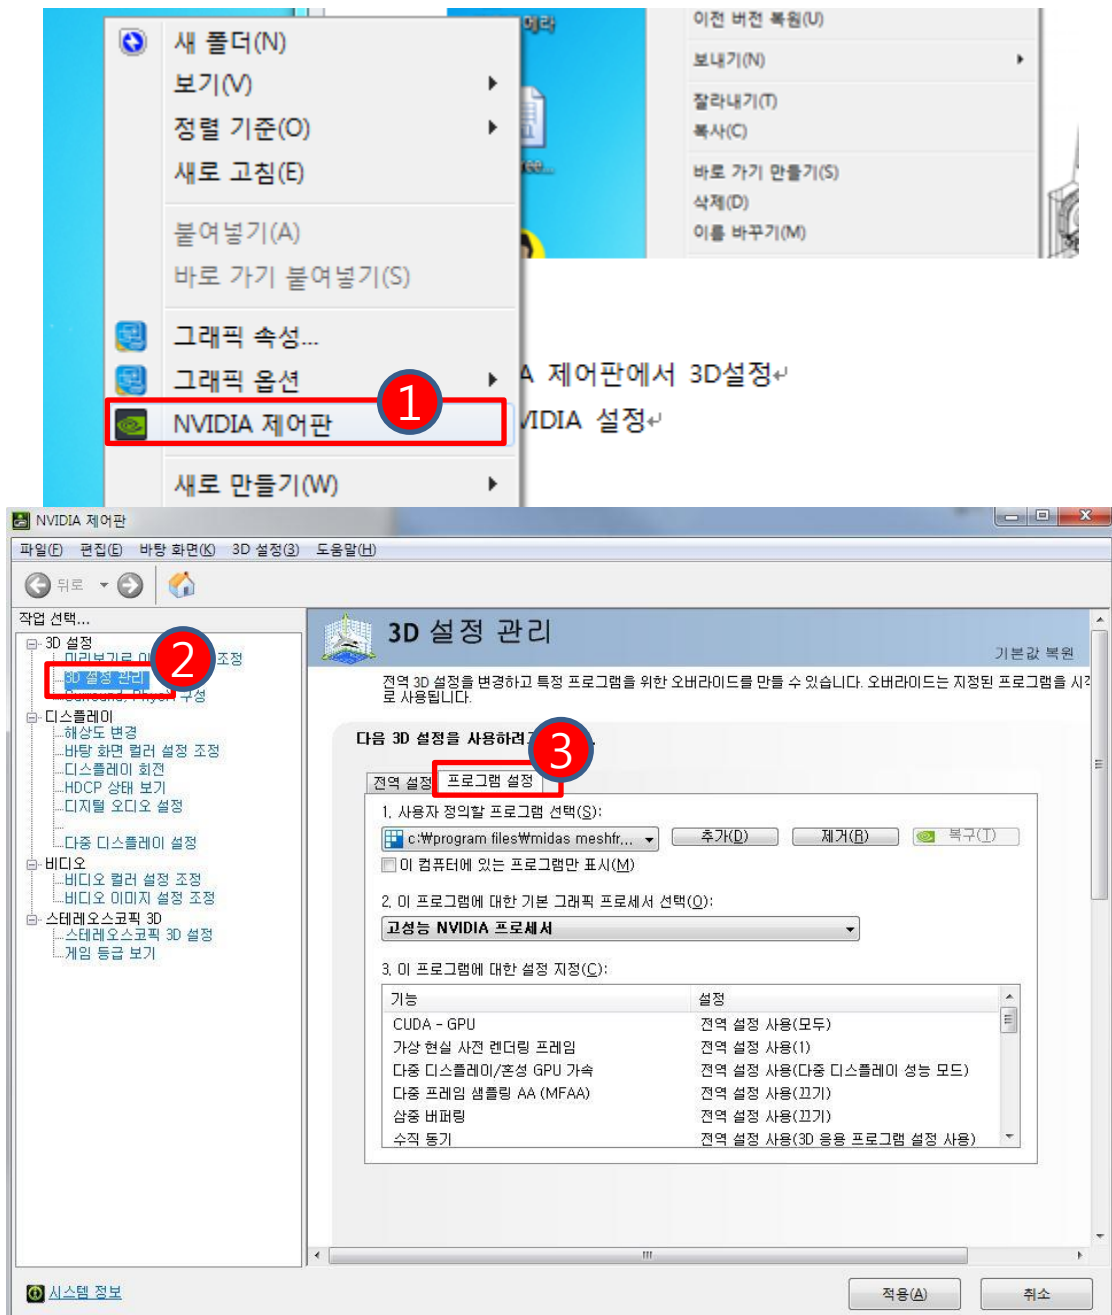 새 폴더(N)
보기(V)
정렬 기준(O)
새로 고침(E)
붙여넣기(A)
바로 가기 붙여넣기(S)
그래픽 속성...
그래픽 옵션
NVIDIA 제어판
1
새로 만들기(W)
메라
ree...
이전 버전 복원(U)
보내기(N)
잘라내기(T)
복사(C)
바로 가기 만들기(S)
삭제(D)
이름 바꾸기(M)
A 제어판에서 3D설정↵
VIDIA 설정↵
NVIDIA 제어판
파일(F) 편집(E) 바탕 화면(K) 3D 설정(3) 도움말(H)
뒤로
작업 선택...
3D 설정
미리보기로 이 조정
2
3D 설정 관리
Surround, PhysX 구성
디스플레이
해상도 변경
바탕 화면 컬러 설정 조정
디스플레이 회전
HDCP 상태 보기
디지털 오디오 설정
...
다중 디스플레이 설정
비디오
비디오 컬러 설정 조정
비디오 이미지 설정 조정
스테레오스코픽 3D
스테레오스코픽 3D 설정
게임 등급 보기
3D 설정 관리
기본값 복원
전역 3D 설정을 변경하고 특정 프로그램을 위한 오버라이드를 만들 수 있습니다. 오버라이드는 지정된 프로그램을 시작
로 사용됩니다.
다음 3D 설정을 사용하려
3
전역 설정 프로그램 설정
1. 사용자 정의할 프로그램 선택(S):
c:₩program files₩midas meshfr... 추가(D) 제거(R) 복구(T)
이 컴퓨터에 있는 프로그램만 표시(M)
2. 이 프로그램에 대한 기본 그래픽 프로세서 선택(O):
고성능 NVIDIA 프로세서
3. 이 프로그램에 대한 설정 지정(C):
기능 설정
CUDA - GPU 전역 설정 사용(모두)
가상 현실 사전 렌더링 프레임 전역 설정 사용(1)
다중 디스플레이/혼성 GPU 가속 전역 설정 사용(다중 디스플레이 성능 모드)
다중 프레임 샘플링 AA (MFAA) 전역 설정 사용(끄기)
삼중 버퍼링 전역 설정 사용(끄기)
수직 동기 전역 설정 사용(3D 응용 프로그램 설정 사용)
시스템 정보
적용(A) 취소